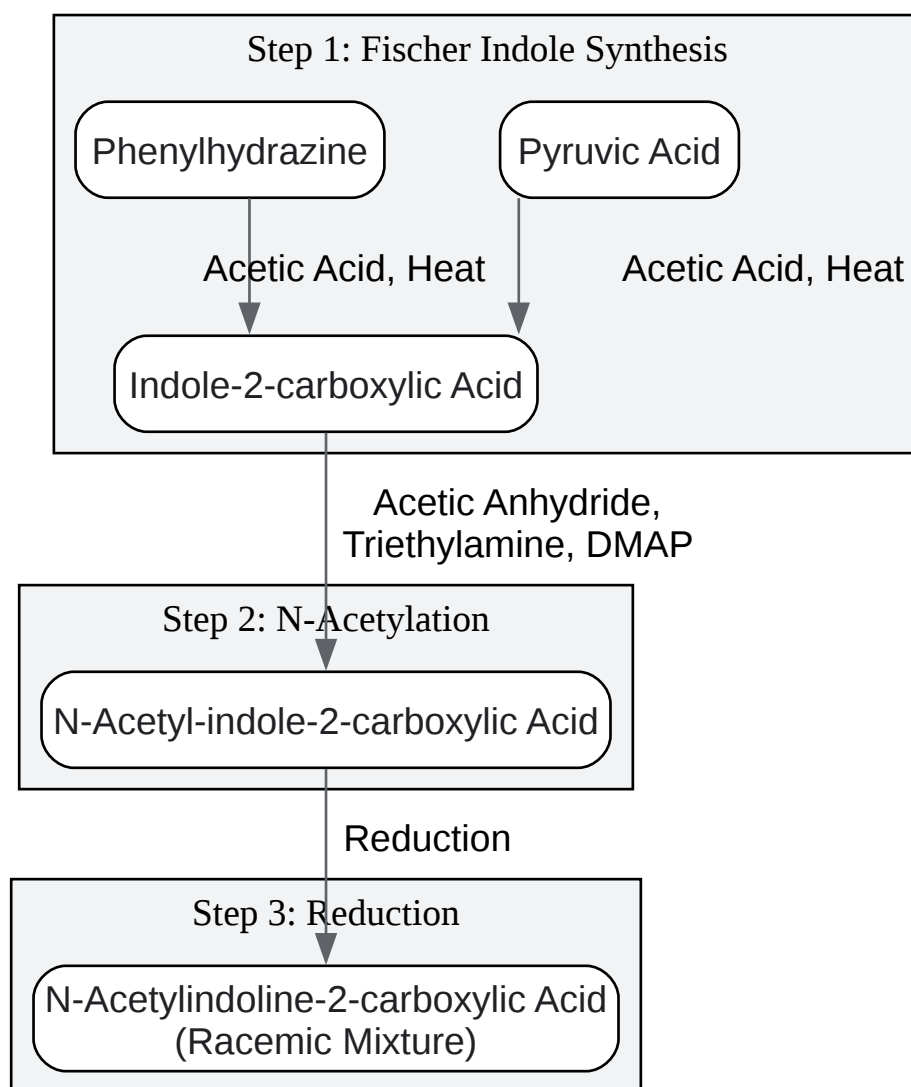 Step 1: Fischer Indole Synthesis
Phenylhydrazine
Pyruvic Acid
Acetic Acid, Heat
Acetic Acid, Heat
Indole-2-carboxylic Acid
Acetic Anhydride,
Triethylamine, DMAP
Step 2: N-Acetylation
N-Acetyl-indole-2-carboxylic Acid
Reduction
Step 3: Reduction
N-Acetylindoline-2-carboxylic Acid
(Racemic Mixture)